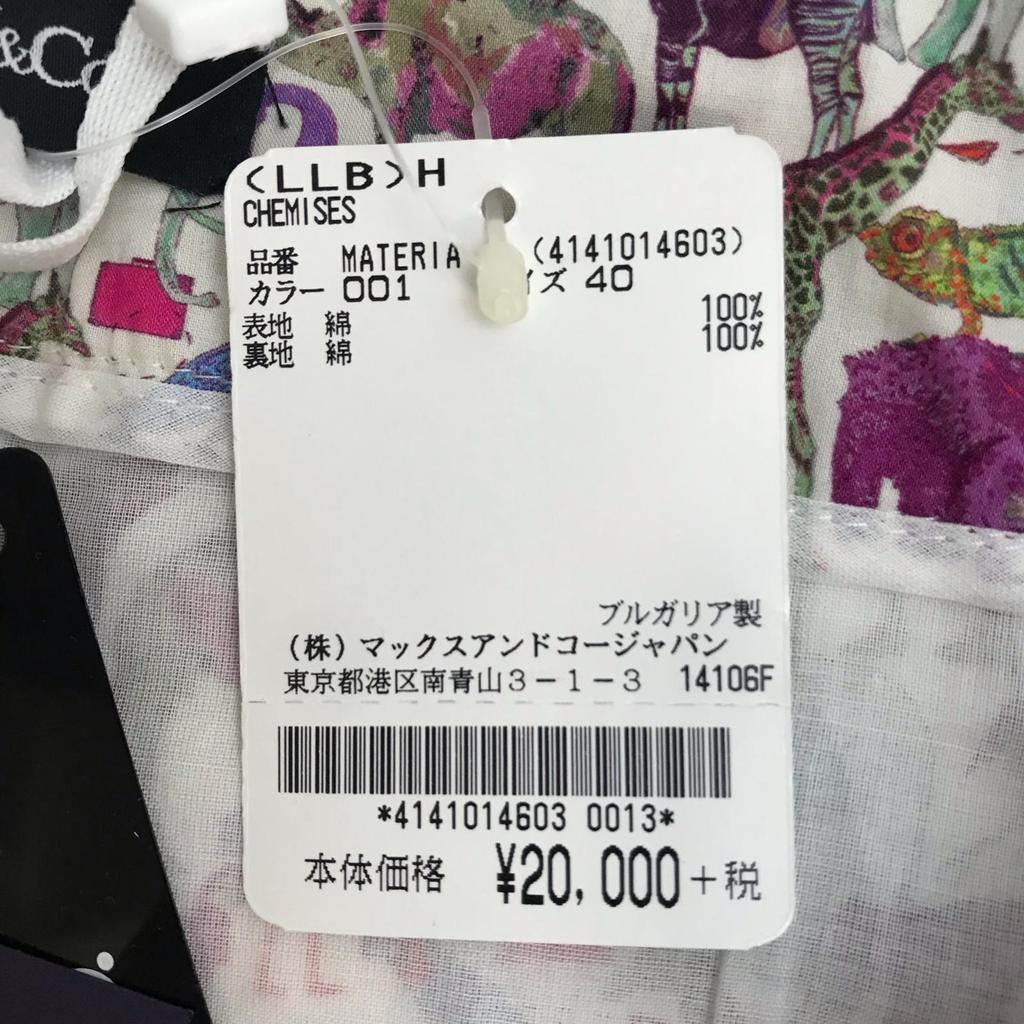 &Co
(LLB)H
CHEMISES
品番 MATERIA (4141014603)
カラー 001 イズ 40
表地 綿 100%
裏地 綿 100%
ブルガリア製
(株)マックスアンドコージャパン
東京都港区南青山3-1-3 14106F
*4141014603 0013*
本体価格 ¥20,000+税